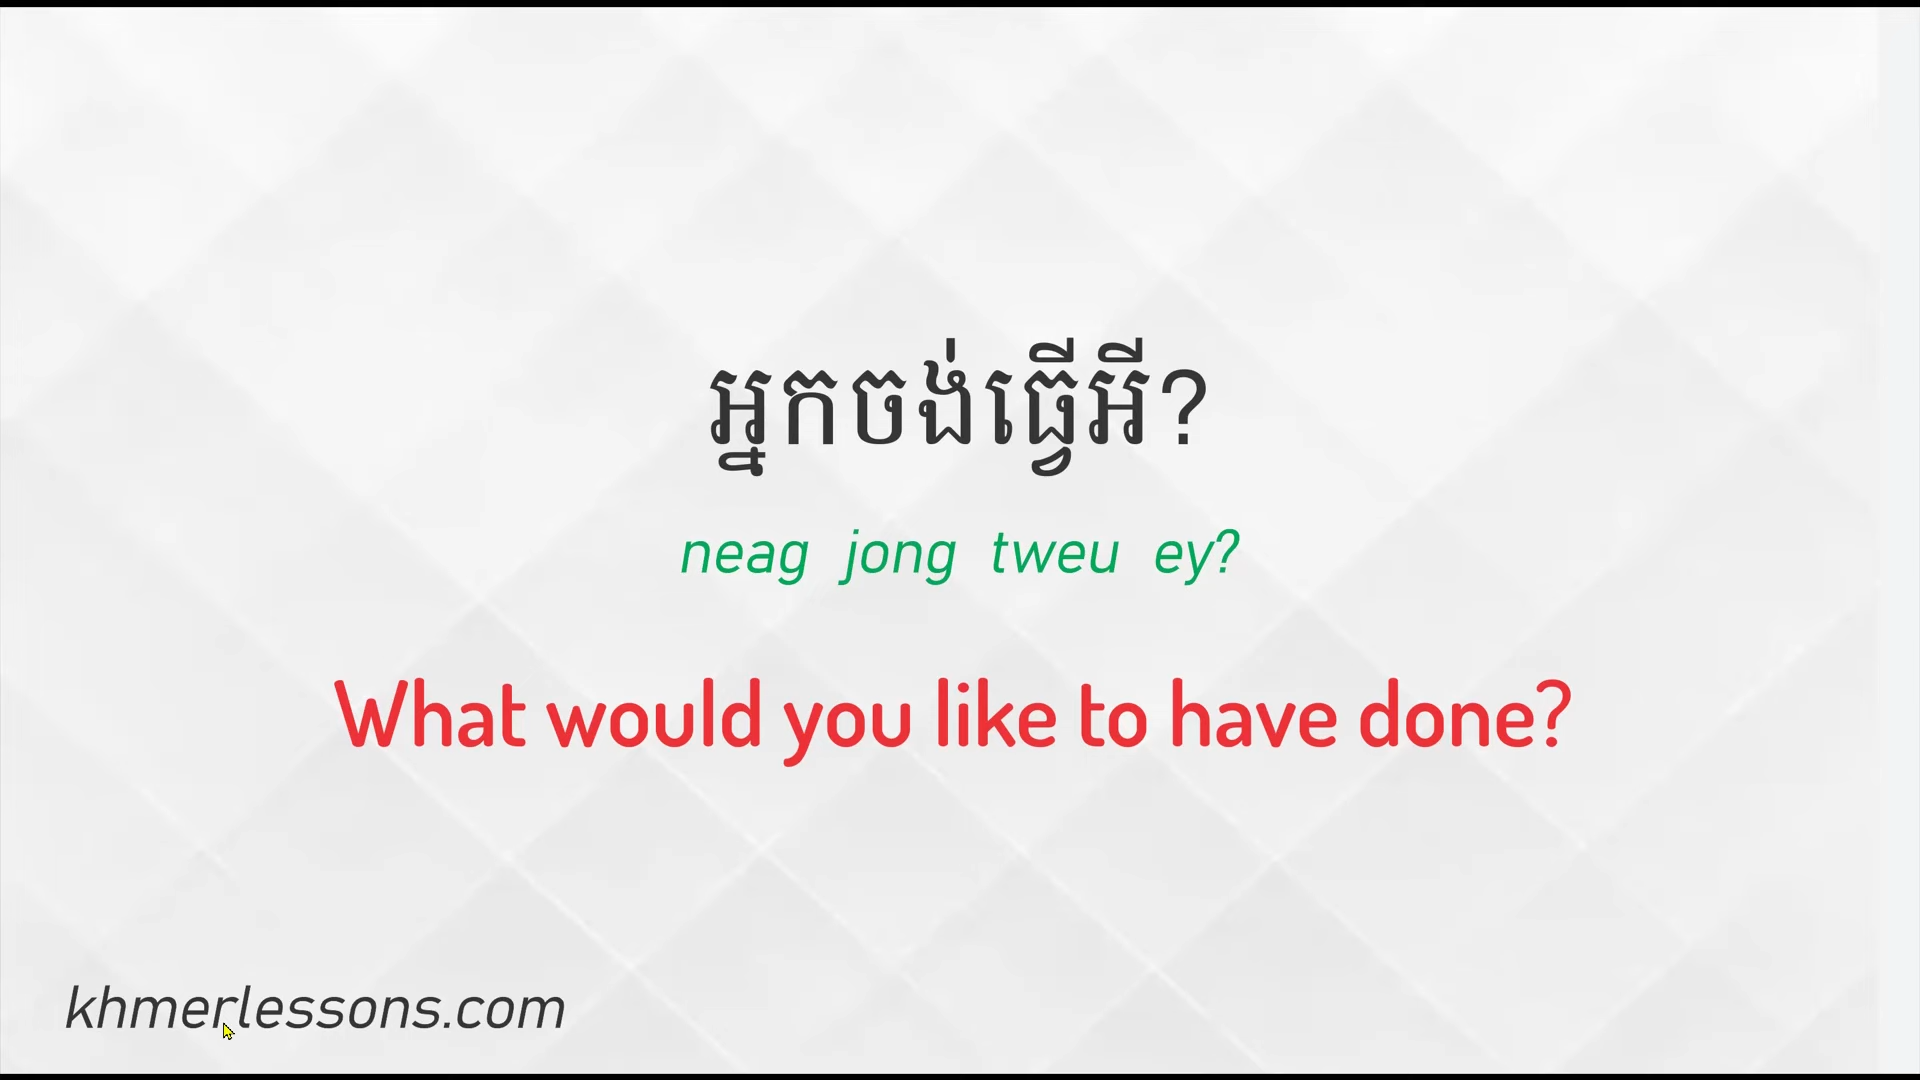 អ្នកចង់ធ្វើអី?
neag jong tweu ey?
What would you like to have done?
khmerlessons.com